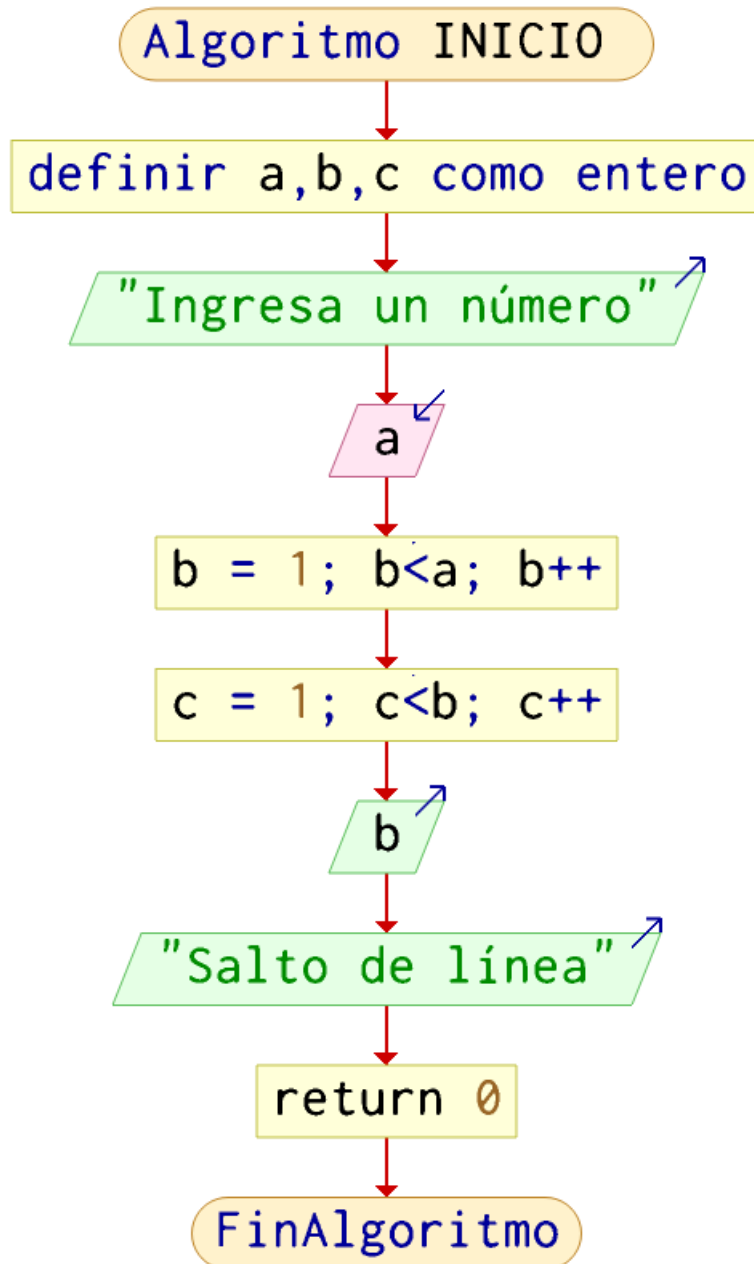 Algoritmo INICIO
definir a,b,c como entero
"Ingresa un número"
a
b = 1; b<a; b++
c = 1; c<b; c++
b
"Salto de línea"
return 0
FinAlgoritmo